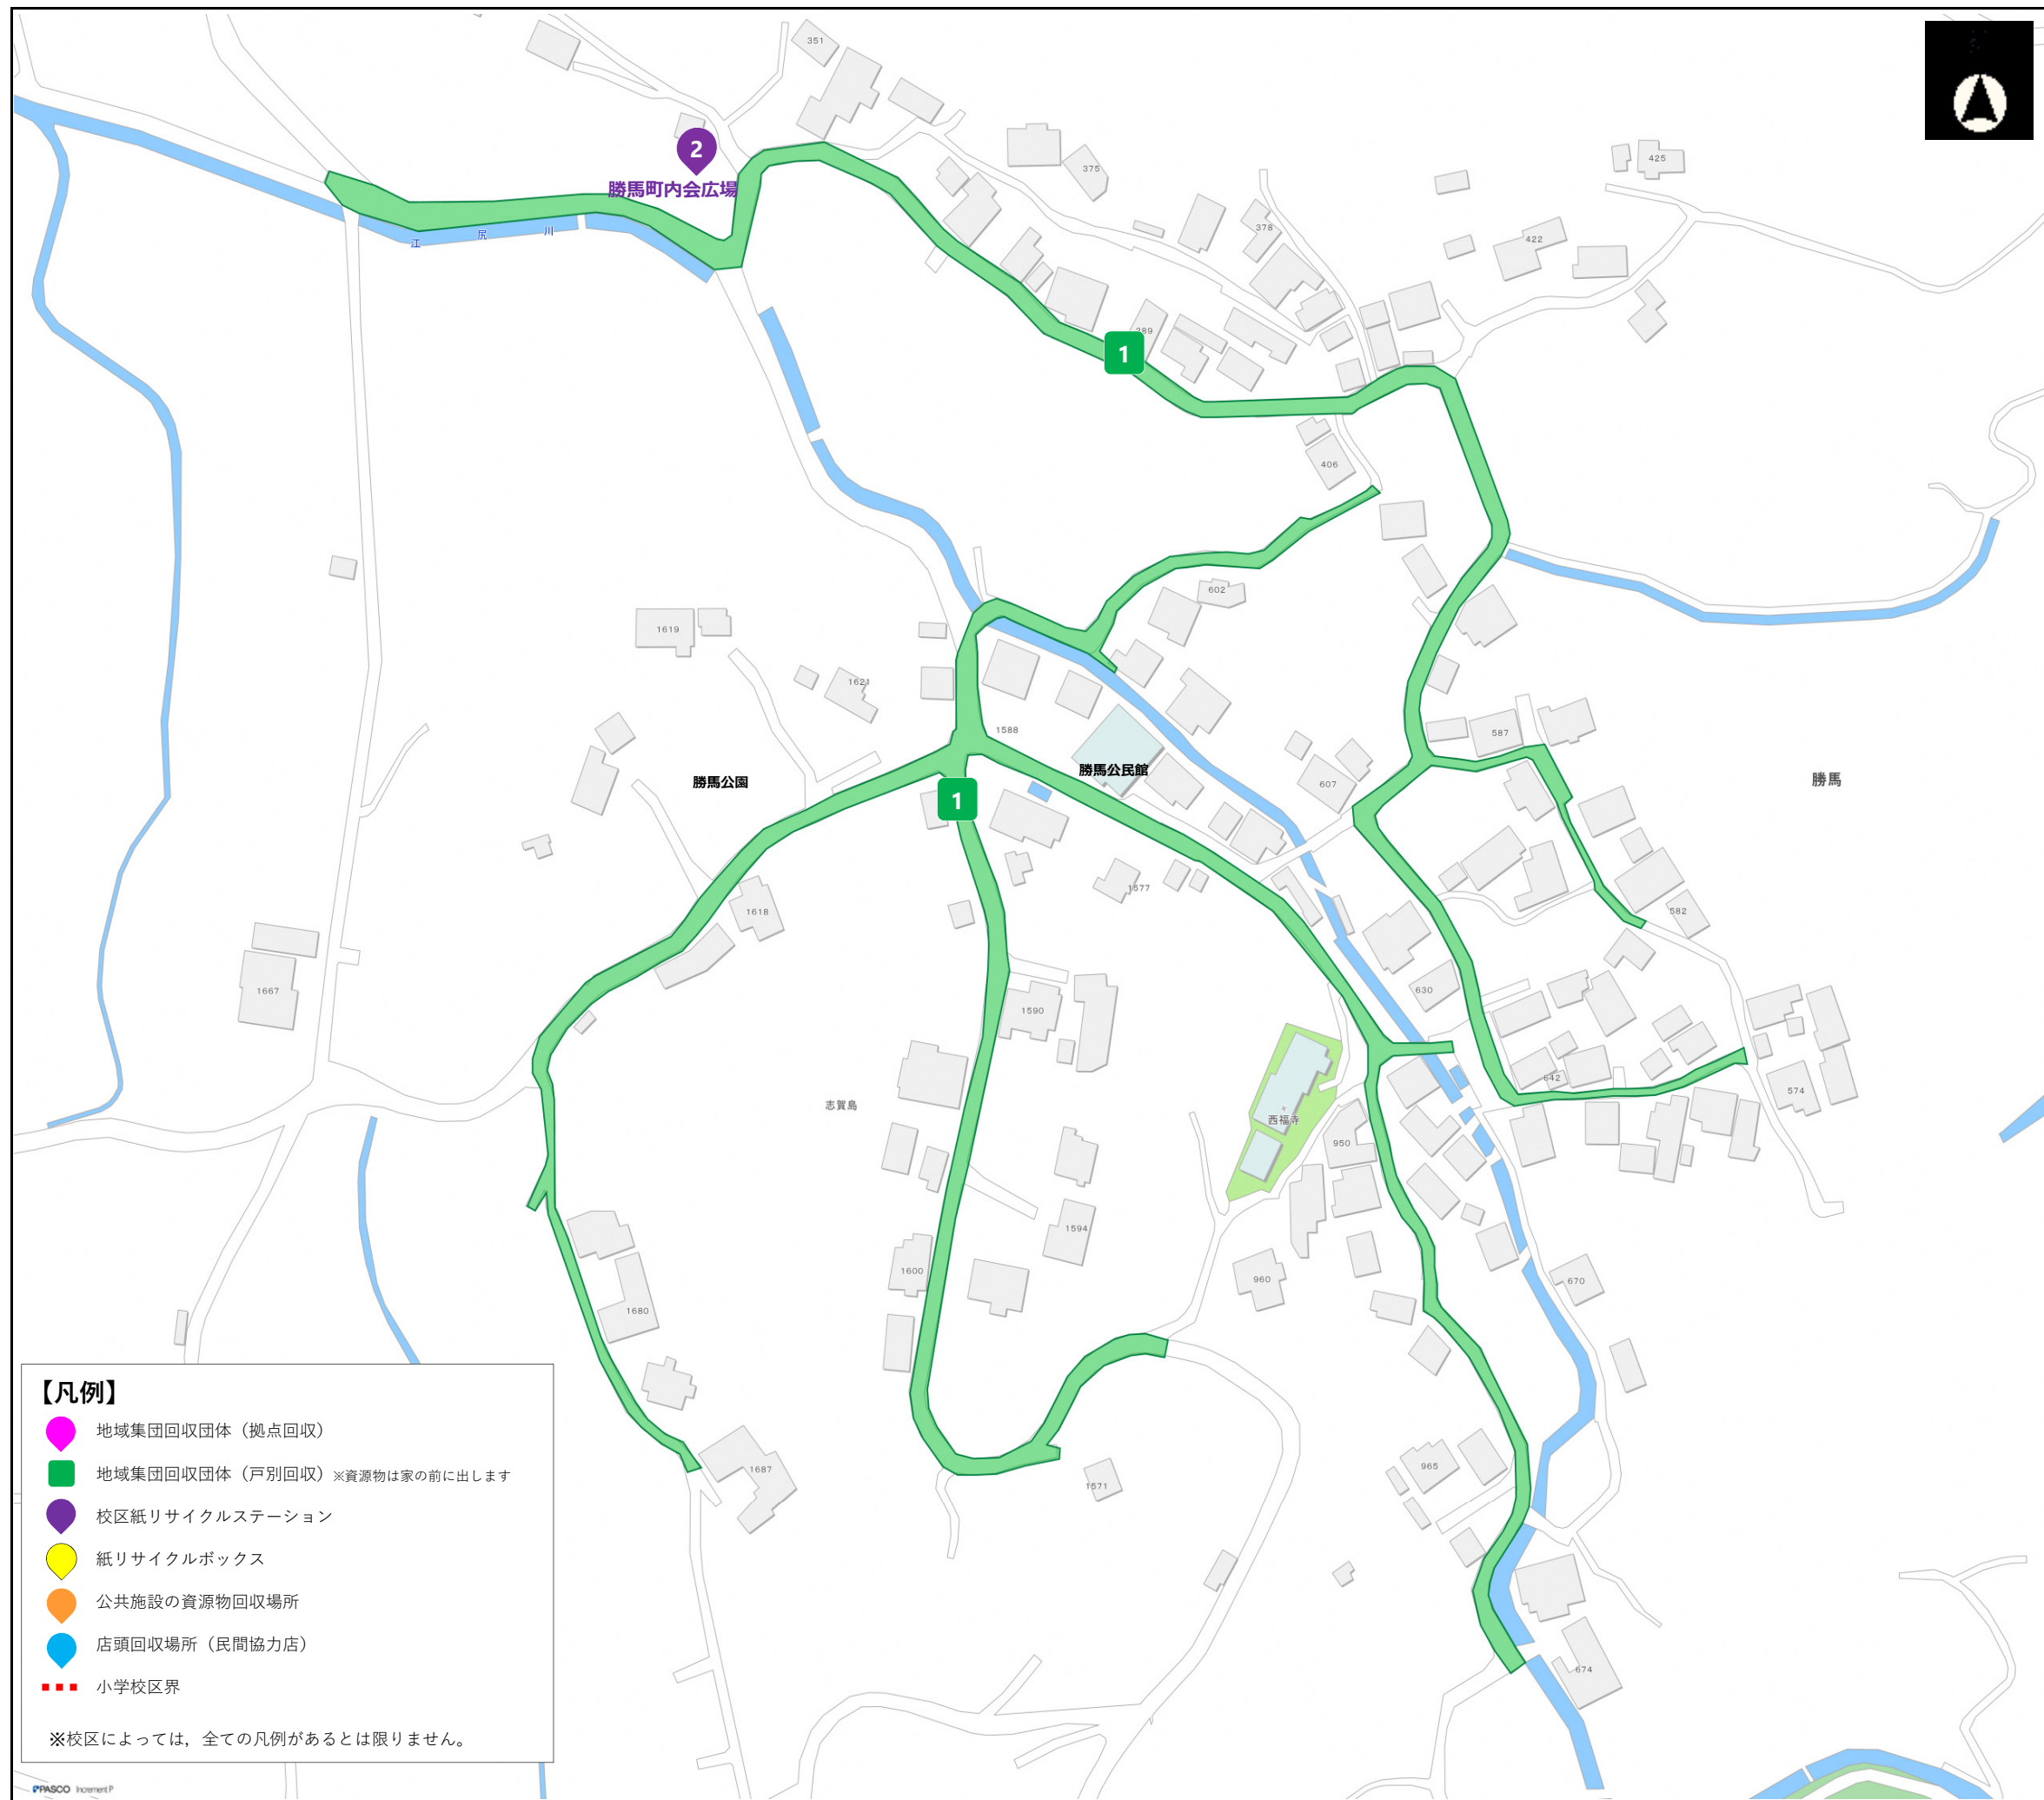 351
425
375
2
勝馬町内会広場
378
422
江尻川
389
1
406
602
1619
1621
1588
587
勝馬公民館
勝馬公園
607
勝馬
1
1577
1618
582
630
1667
1590
642
574
志賀島
西福寺
950
1594
1600
960
670
1680
965
1687
1571
674
【凡例】
地域集団回収団体（拠点回収）
地域集団回収団体（戸別回収）※資源物は家の前に出します
校区紙リサイクルステーション
紙リサイクルボックス
公共施設の資源物回収場所
店頭回収場所（民間協力店）
小学校区界
※校区によっては，全ての凡例があるとは限りません。
PASCO Increment P